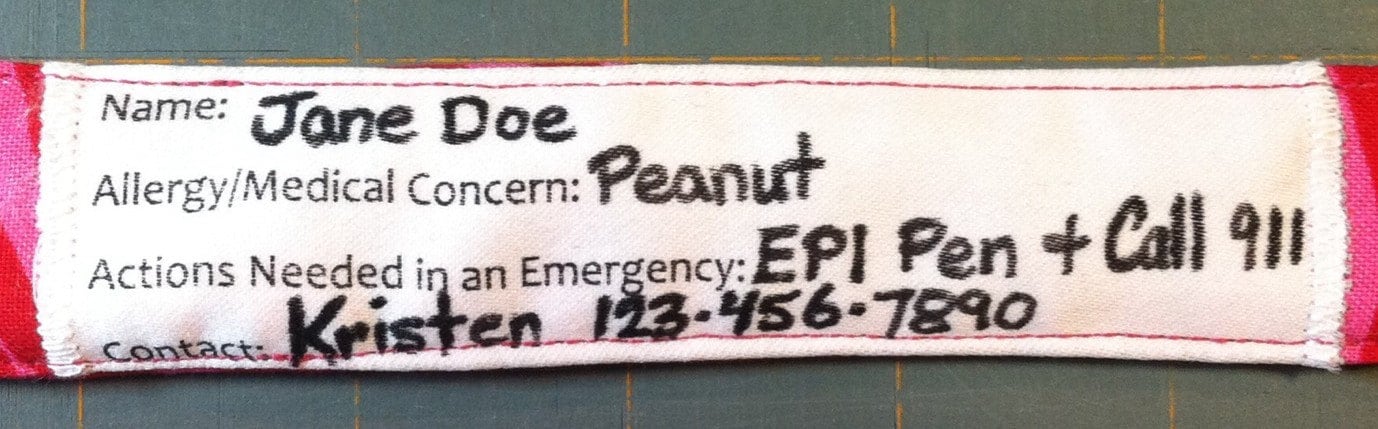 Name: Jane Doe
Allergy/Medical Concern: Peanut
Actions Needed in an Emergency: EPI Pen + Call 911
Contact: Kristen 123-456-7890